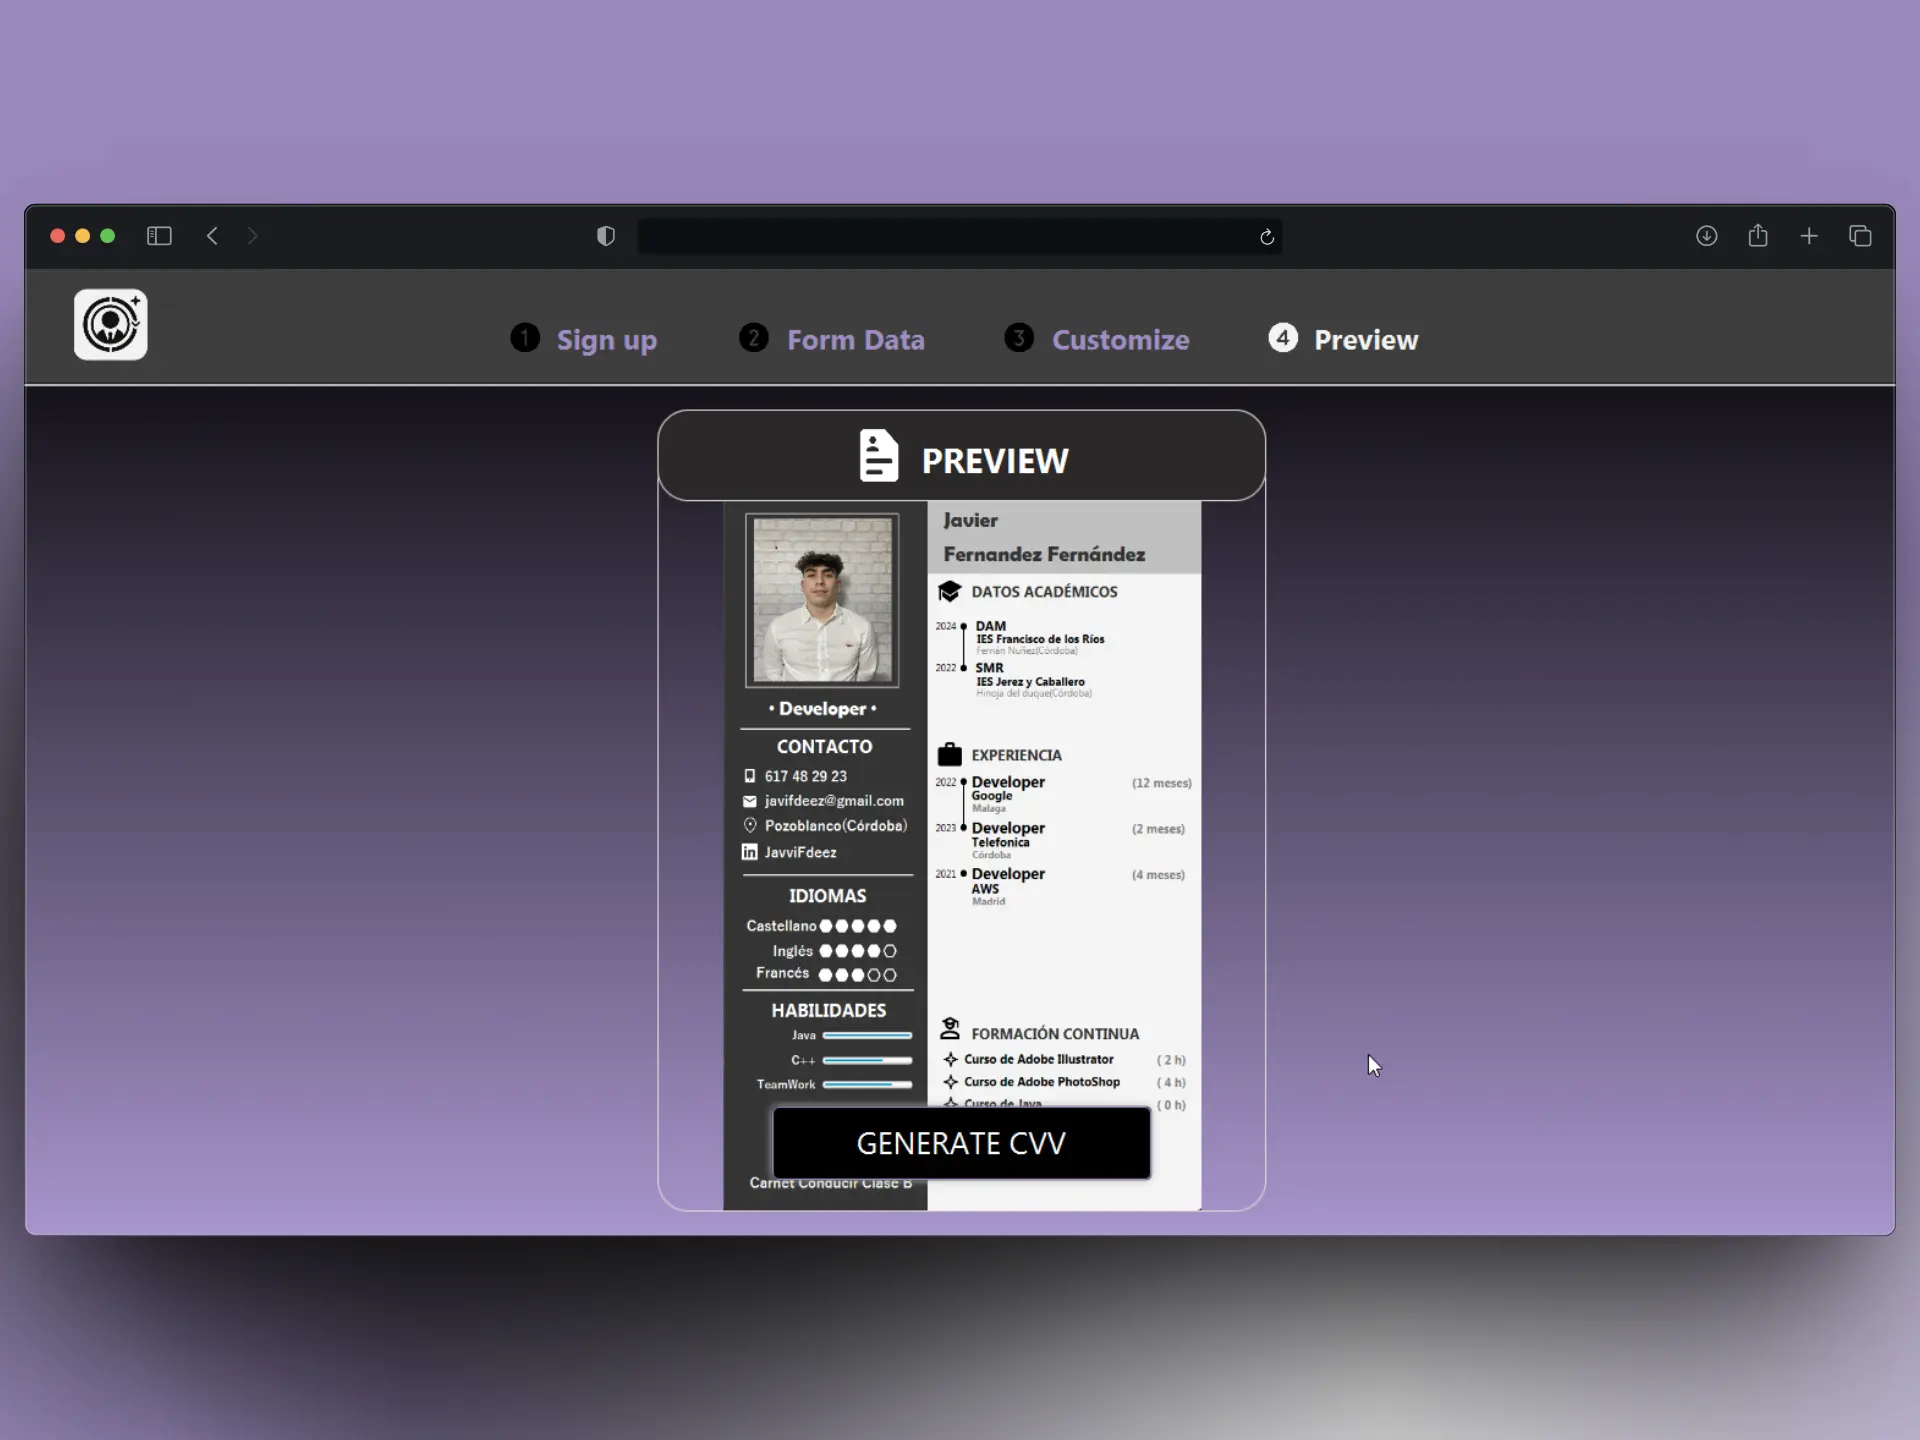 1 Sign up 2 Form Data 3 Customize 4 Preview
PREVIEW
Javier
Fernandez Fernández
• Developer •
CONTACTO
617 48 29 23
javifdeez@gmail.com
Pozoblanco(Córdoba)
in JavviFdeez
IDIOMAS
Castellano
Inglés
Francés
HABILIDADES
Java
C++
TeamWork
Carnet Conducir Clase B
DATOS ACADÉMICOS
2024 DAM
IES Francisco de los Ríos
Fernán Nuñez(Córdoba)
2022 SMR
IES Jerez y Caballero
Hinoja del duque(Córdoba)
EXPERIENCIA
2022 Developer (12 meses)
Google
Malaga
2023 Developer (2 meses)
Telefonica
Córdoba
2021 Developer (4 meses)
AWS
Madrid
FORMACIÓN CONTINUA
Curso de Adobe Illustrator ( 2 h)
Curso de Adobe PhotoShop ( 4 h)
Curso de Java ( 0 h)
GENERATE CVV